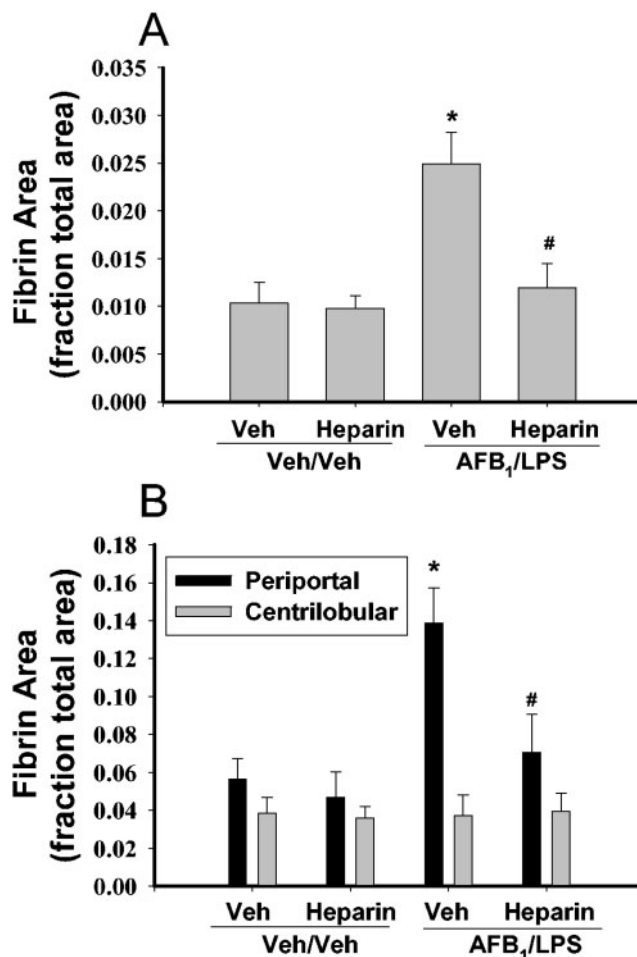 A
Fibrin Area
(fraction total area)
0.035
0.030
0.025
0.020
0.015
0.010
0.005
0.000
*
#
Veh Heparin Veh Heparin
Veh/Veh AFB₁/LPS
B
Fibrin Area
(fraction total area)
0.18
0.16
0.14
0.12
0.10
0.08
0.06
0.04
0.02
0.00
Periportal
Centrilobular
*
#
Veh Heparin Veh Heparin
Veh/Veh AFB₁/LPS